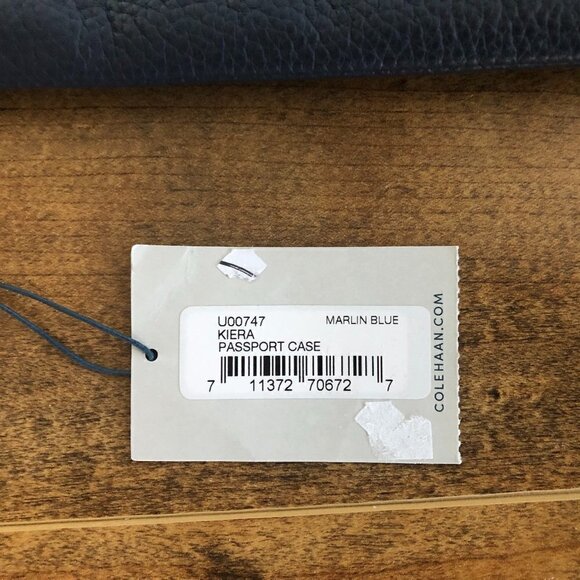 U00747 MARLIN BLUE
KIERA
PASSPORT CASE
7 11372 70672 7
COLEHAAN.COM